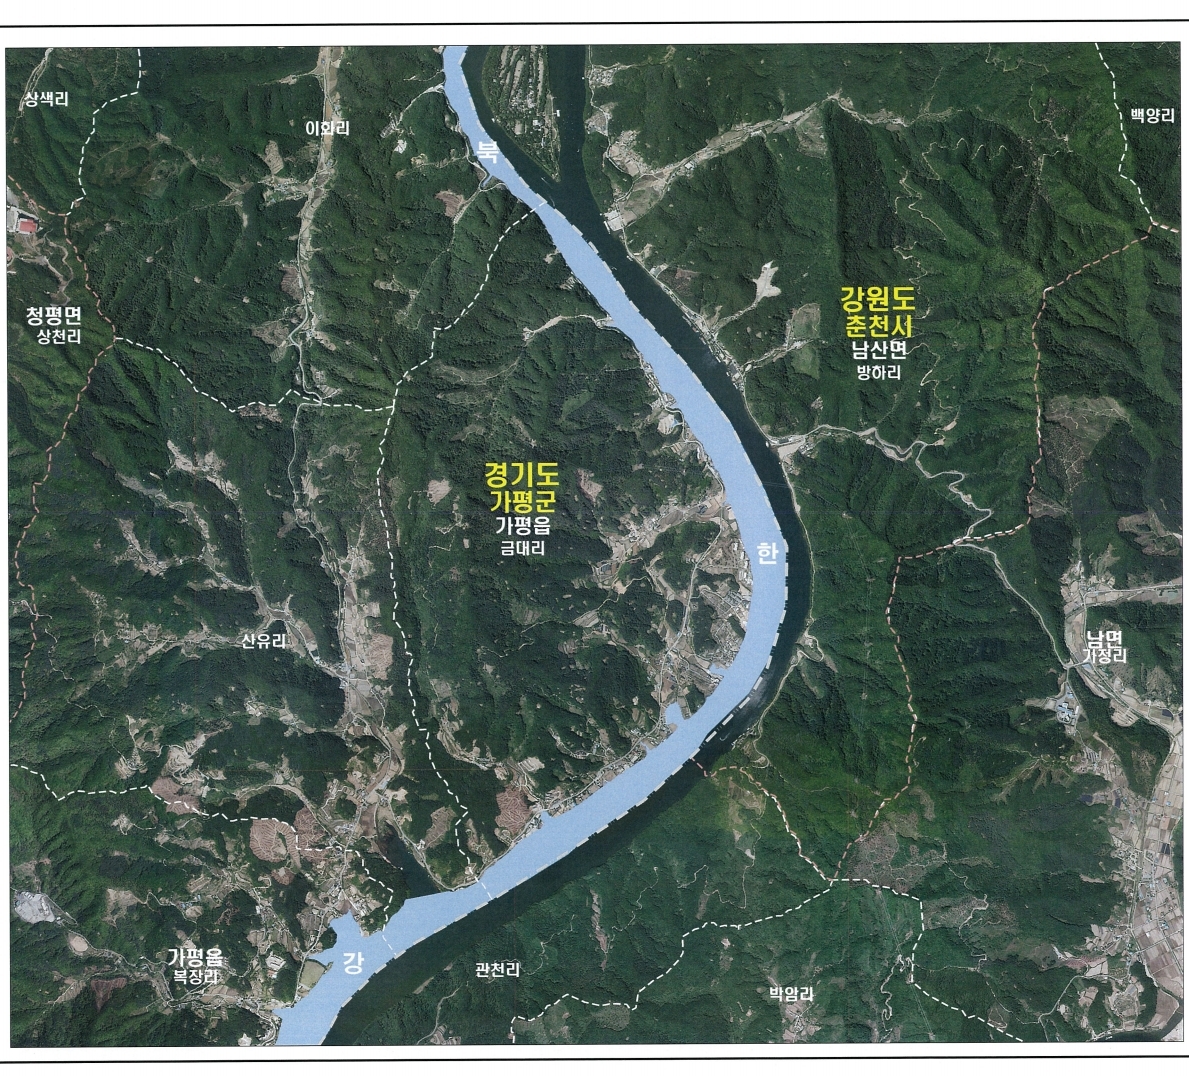 상색리
이화리
백양리
북
강원도
춘천시
남산면
방하리
청평면
상천리
경기도
가평군
가평읍
금대리
한
산유리
남면
가정리
가평읍
복장리
강
관천리
박암리